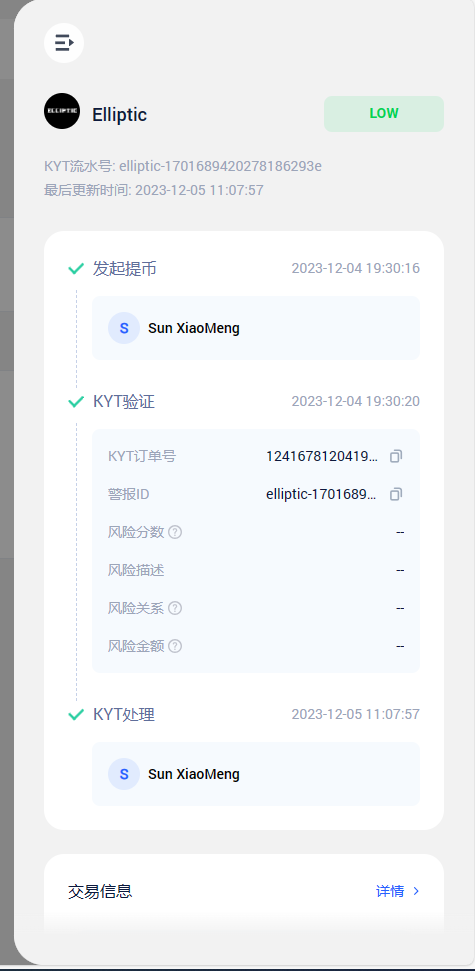 ELLIPTIC
Elliptic
LOW
KYT流水号: elliptic-1701689420278186293e
最后更新时间: 2023-12-05 11:07:57
发起提币 2023-12-04 19:30:16
S Sun XiaoMeng
KYT验证 2023-12-04 19:30:20
KYT订单号 1241678120419...
警报ID elliptic-1701689...
风险分数 ? --
风险描述 --
风险关系 ? --
风险金额 ? --
KYT处理 2023-12-05 11:07:57
S Sun XiaoMeng
交易信息 详情 >